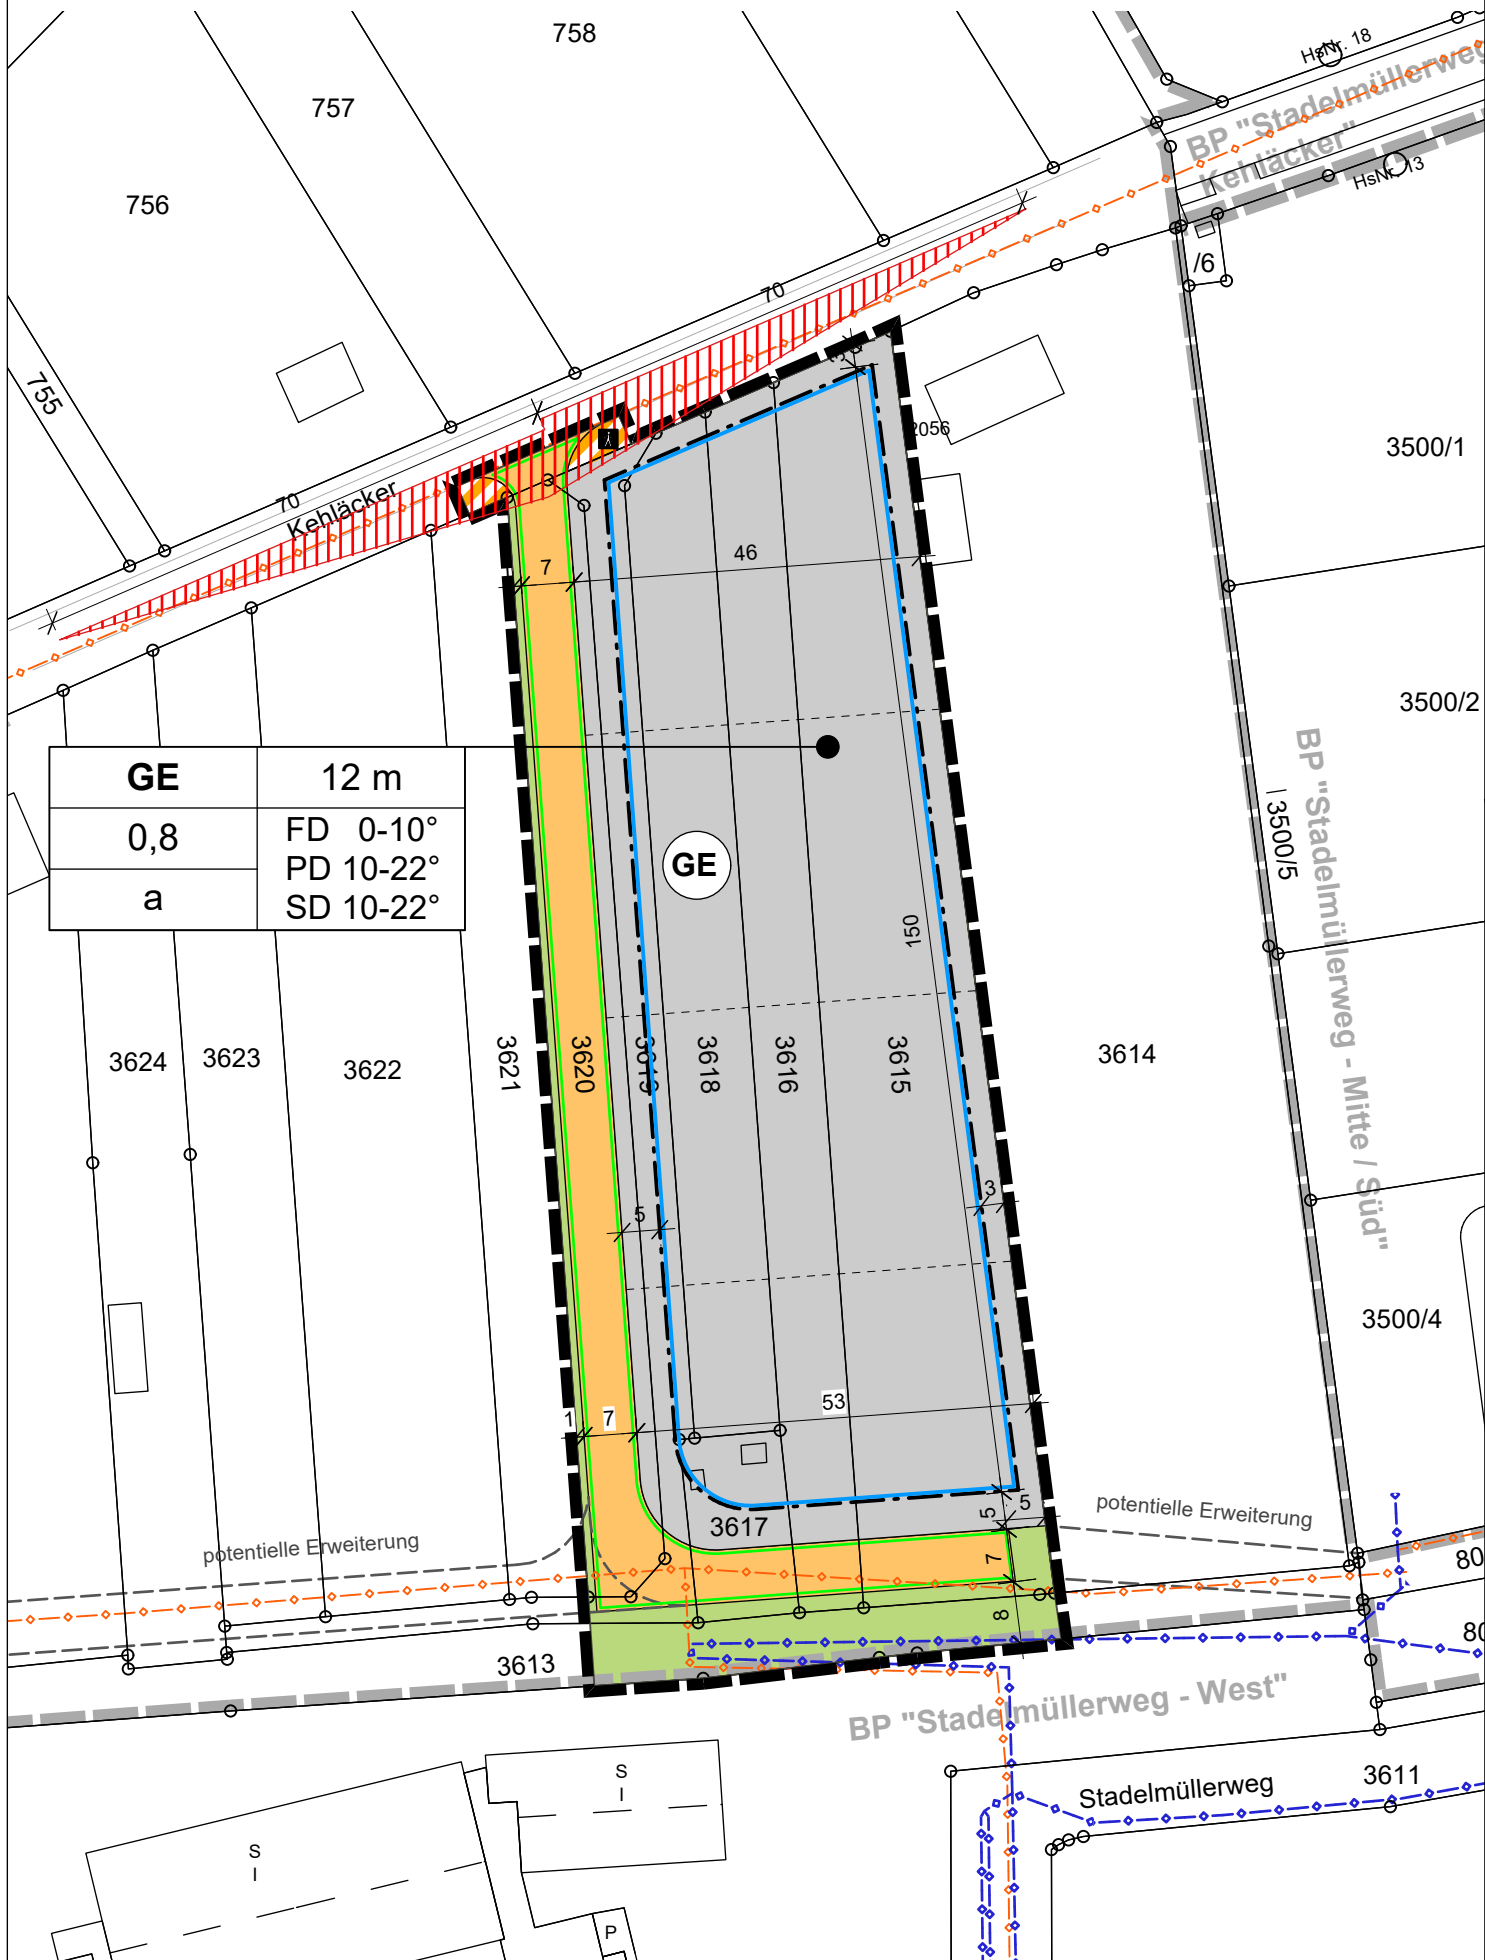 758
HsNr. 18
BP "Stadelmüllerweg
Kehläcker"
757
HsNr. 13
756
/6
70
755
2056
3500/1
70
Kehläcker
46
7
3500/2
GE
12 m
0,8
FD 0-10°
PD 10-22°
SD 10-22°
a
GE
3500/5
BP "Stadelmüllerweg - Mitte / Süd"
150
3624
3623
3622
3621
3620
3619
3618
3616
3615
3614
3
5
3500/4
53
1
7
5
5
potentielle Erweiterung
3617
potentielle Erweiterung
7
80
8
80
3613
BP "Stadelmüllerweg - West"
S
I
Stadelmüllerweg
3611
S
I
P